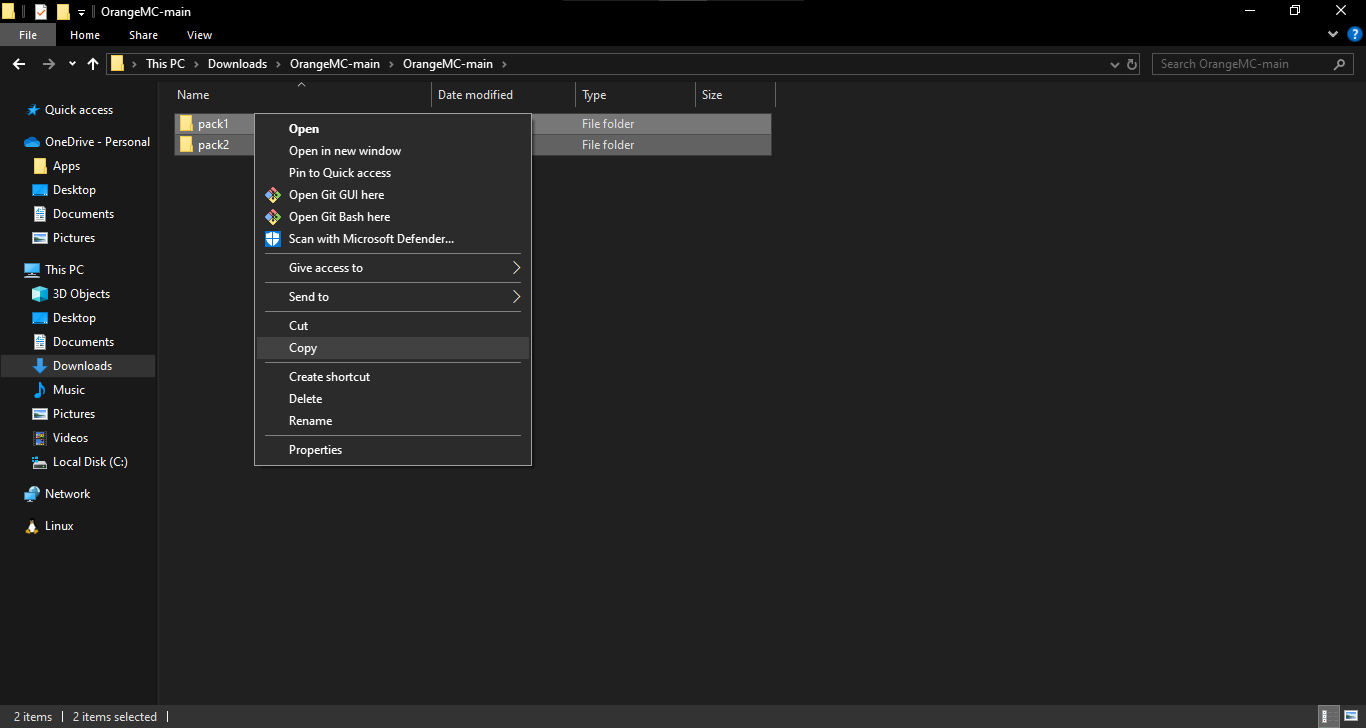 OrangeMC-main
File Home Share View
This PC Downloads OrangeMC-main OrangeMC-main
Search OrangeMC-main
Name Date modified Type Size
Quick access
OneDrive - Personal
Apps
Desktop
Documents
Pictures
This PC
3D Objects
Desktop
Documents
Downloads
Music
Pictures
Videos
Local Disk (C:)
Network
Linux
pack1 File folder
pack2 File folder
Open
Open in new window
Pin to Quick access
Open Git GUI here
Open Git Bash here
Scan with Microsoft Defender...
Give access to
Send to
Cut
Copy
Create shortcut
Delete
Rename
Properties
2 items 2 items selected